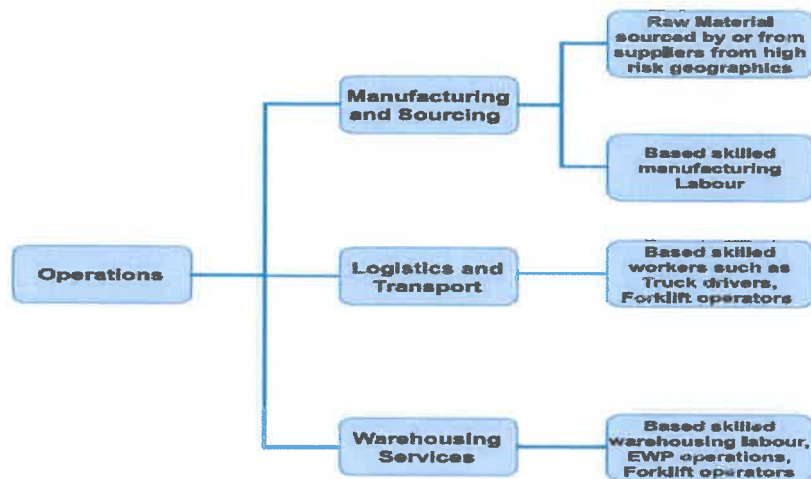 Raw Material
sourced by or from
suppliers from high
risk geographics
Manufacturing
and Sourcing
Based skilled
manufacturing
Labour
Operations
Logistics and
Transport
Based skilled
workers such as
Truck drivers,
Forklift operators
Warehousing
Services
Based skilled
warehousing labour,
EWP operations,
Forklift operators